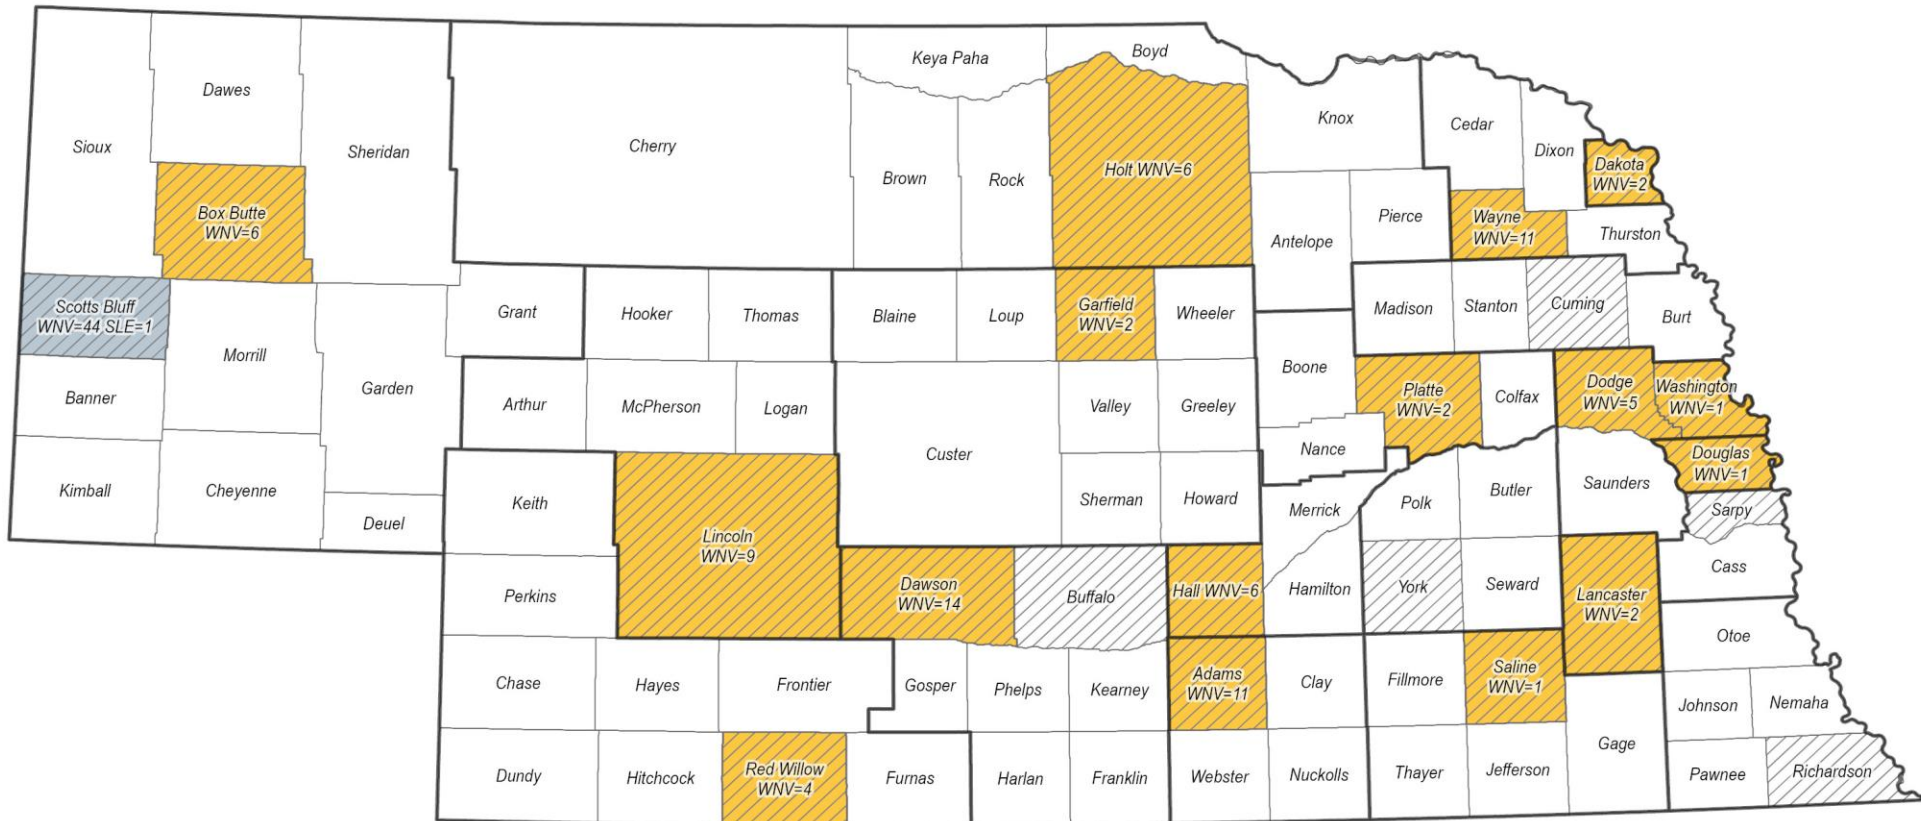 Keya Paha
Boyd
Dawes
Sioux
Sheridan
Cherry
Brown
Rock
Holt WNV=6
Knox
Cedar
Dixon
Dakota
WNV=2
Box Butte
WNV=6
Antelope
Pierce
Wayne
WNV=11
Thurston
Scotts Bluff
WNV=44 SLE=1
Morrill
Garden
Banner
Kimball
Cheyenne
Deuel
Grant
Hooker
Thomas
Blaine
Loup
Garfield
WNV=2
Wheeler
Madison
Stanton
Cuming
Burt
Arthur
McPherson
Logan
Custer
Valley
Greeley
Boone
Platte
WNV=2
Colfax
Dodge
WNV=5
Washington
WNV=1
Nance
Douglas
WNV=1
Keith
Lincoln
WNV=9
Sherman
Howard
Merrick
Polk
Butler
Saunders
Sarpy
Perkins
Dawson
WNV=14
Buffalo
Hall WNV=6
Hamilton
York
Seward
Lancaster
WNV=2
Cass
Otoe
Chase
Hayes
Frontier
Gosper
Phelps
Kearney
Adams
WNV=11
Clay
Fillmore
Saline
WNV=1
Johnson
Nemaha
Dundy
Hitchcock
Red Willow
WNV=4
Furnas
Harlan
Franklin
Webster
Nuckolls
Thayer
Jefferson
Gage
Pawnee
Richardson